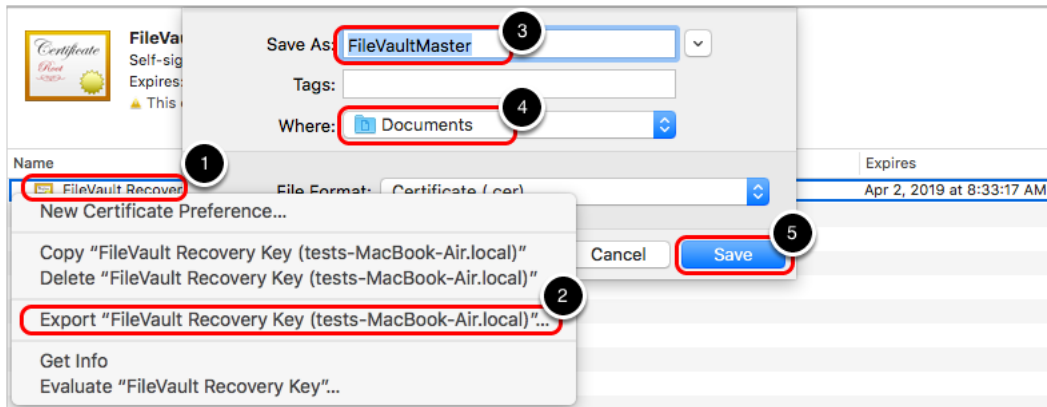 Certificate
Root
FileVau
Self-sig
Expires:
This
Save As: FileVaultMaster
3
Tags:
4
Where: Documents
1
Name
Expires
FileVault Recover
File Format: Certificate (.cer)
Apr 2, 2019 at 8:33:17 AM
New Certificate Preference...
5
Copy “FileVault Recovery Key (tests-MacBook-Air.local)”
Cancel
Save
Delete “FileVault Recovery Key (tests-MacBook-Air.local)”
2
Export “FileVault Recovery Key (tests-MacBook-Air.local)”...
Get Info
Evaluate “FileVault Recovery Key”...